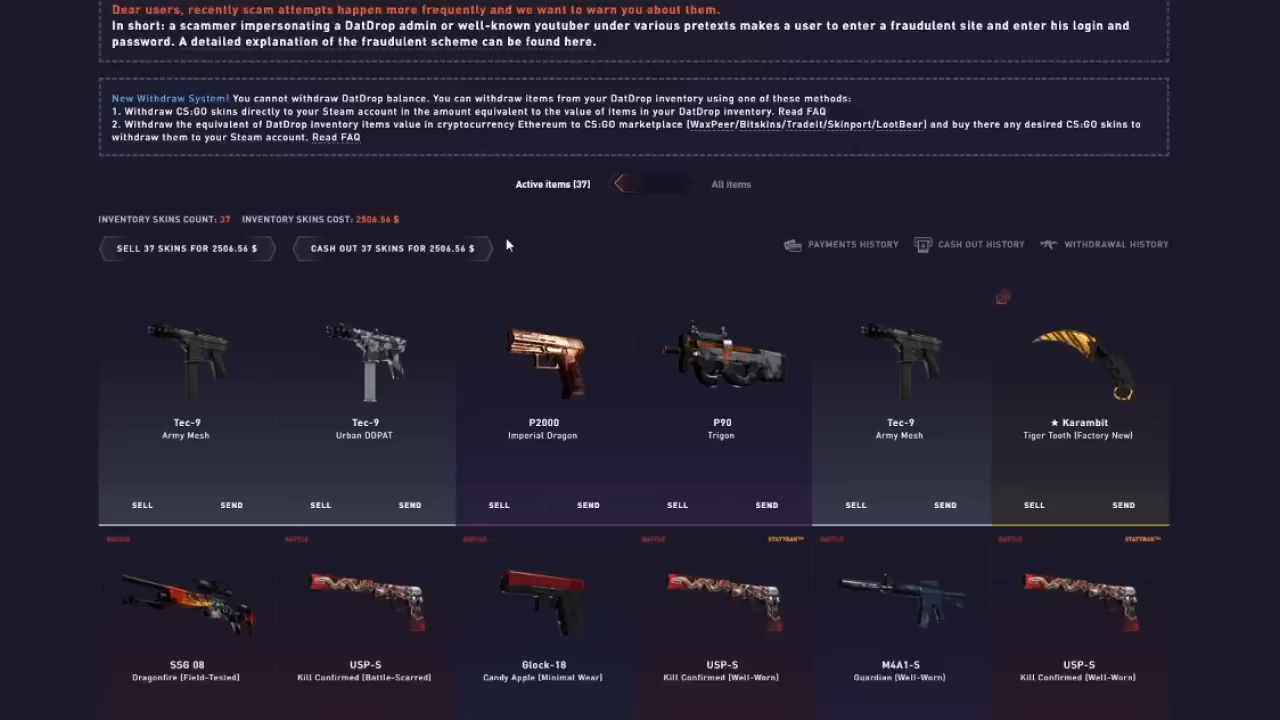 Dear users, recently scam attempts happen more frequently and we want to warn you about them.
In short: a scammer impersonating a DatDrop admin or well-known youtuber under various pretexts makes a user to enter a fraudulent site and enter his login and
password. A detailed explanation of the fraudulent scheme can be found here.
New Withdraw System! You cannot withdraw DatDrop balance. You can withdraw items from your DatDrop inventory using one of these methods:
1. Withdraw CS:GO skins directly to your Steam account in the amount equivalent to the value of items in your DatDrop inventory. Read FAQ
2. Withdraw the equivalent of DatDrop inventory items value in cryptocurrency Ethereum to CS:GO marketplace (WaxPeer/Bitskins/TradeIt/Skinport/LootBear) and buy there any desired CS:GO skins to
withdraw them to your Steam account. Read FAQ
Active items (37) All items
INVENTORY SKINS COUNT: 37 INVENTORY SKINS COST: 2506.56 $
SELL 37 SKINS FOR 2506.56 $ CASH OUT 37 SKINS FOR 2506.56 $ PAYMENTS HISTORY CASH OUT HISTORY WITHDRAWAL HISTORY
Tec-9 Tec-9 P2000 P90 Tec-9 ★ Karambit
Army Mesh Urban DDPAT Imperial Dragon Trigon Army Mesh Tiger Tooth (Factory New)
SELL SEND SELL SEND SELL SEND SELL SEND SELL SEND SELL SEND
BATTLE BATTLE BATTLE STATTRAK™ BATTLE BATTLE STATTRAK™
SSG 08 USP-S Glock-18 USP-S M4A1-S USP-S
Dragonfire (Field-Tested) Kill Confirmed (Battle-Scarred) Candy Apple (Minimal Wear) Kill Confirmed (Well-Worn) Guardian (Well-Worn) Kill Confirmed (Well-Worn)